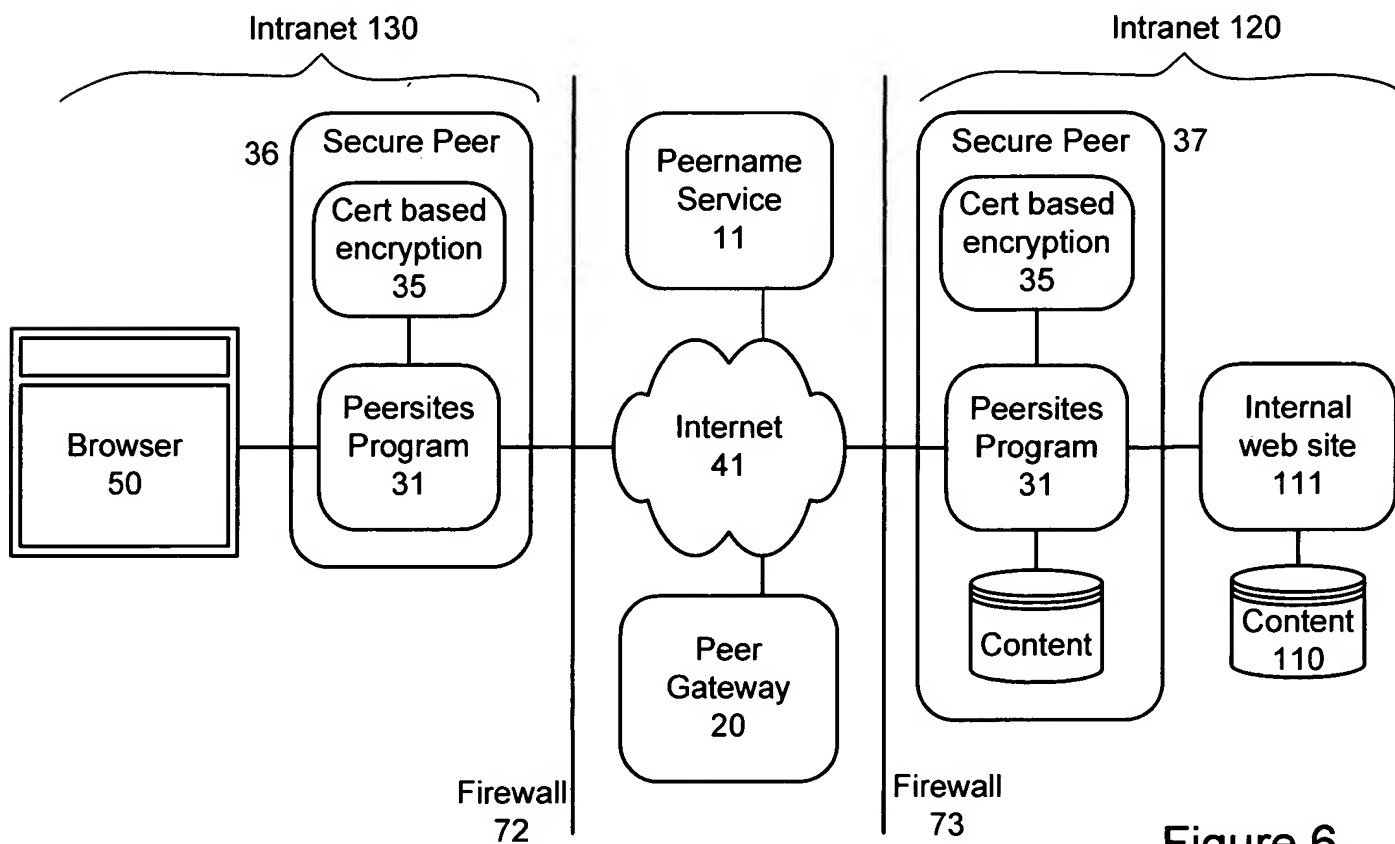 Intranet 130
Intranet 120
36
Secure Peer
Cert based
encryption
35
Peersites
Program
31
Browser
50
Peername
Service
11
Internet
41
Peer
Gateway
20
Secure Peer
37
Cert based
encryption
35
Peersites
Program
31
Content
Internal
web site
111
Content
110
Firewall
72
Firewall
73
Figure 6